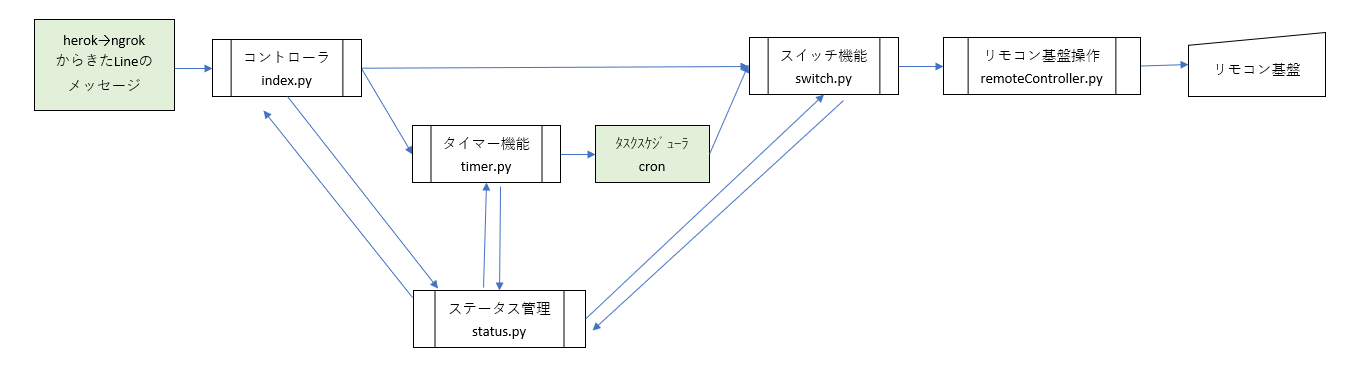 herok→ngrok
からきたLineの
メッセージ
コントローラ
index.py
スイッチ機能
switch.py
リモコン基盤操作
remoteController.py
リモコン基盤
タイマー機能
timer.py
ﾀｽｸｽｹｼﾞｭｰﾗ
cron
ステータス管理
status.py